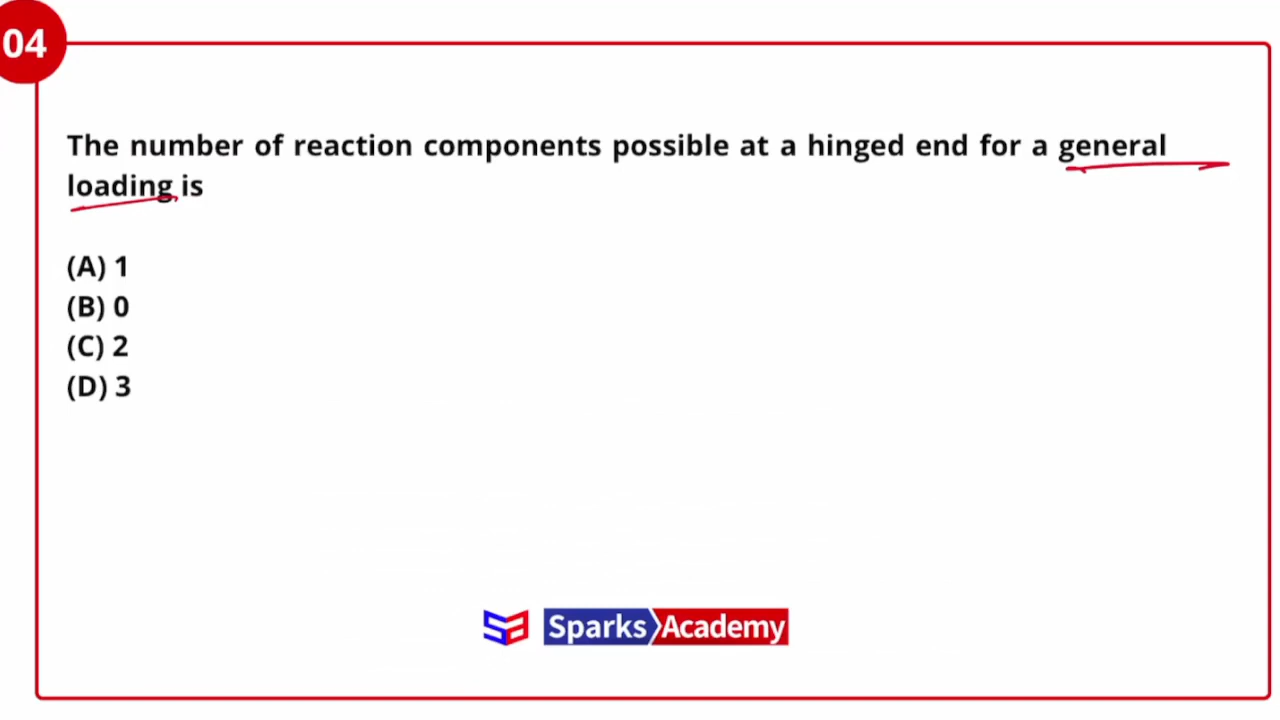 04
The number of reaction components possible at a hinged end for a general
loading is
(A) 1
(B) 0
(C) 2
(D) 3
Sparks Academy